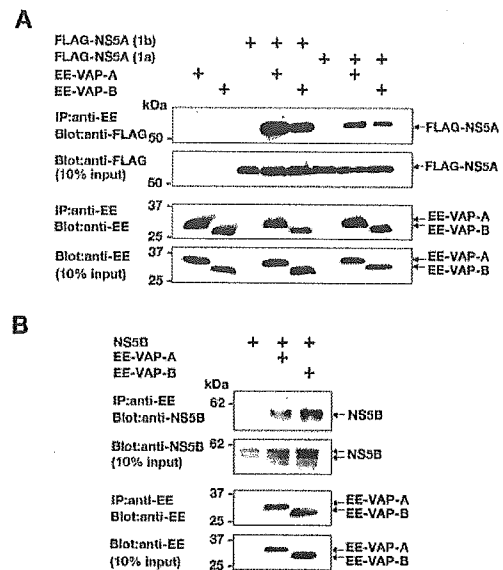 A
FLAG-NS5A (1b) + + +
FLAG-NS5A (1a) + + +
EE-VAP-A + + +
EE-VAP-B + + +
kDa
IP:anti-EE
Blot:anti-FLAG
50
FLAG-NS5A
Blot:anti-FLAG
(10% input)
50
FLAG-NS5A
IP:anti-EE
Blot:anti-EE
37
25
EE-VAP-A
EE-VAP-B
Blot:anti-EE
(10% input)
37
25
EE-VAP-A
EE-VAP-B
B
NS5B + + +
EE-VAP-A +
EE-VAP-B +
kDa
IP:anti-EE
Blot:anti-NS5B
62
NS5B
Blot:anti-NS5B
(10% input)
62
NS5B
IP:anti-EE
Blot:anti-EE
37
25
EE-VAP-A
EE-VAP-B
Blot:anti-EE
(10% input)
37
25
EE-VAP-A
EE-VAP-B